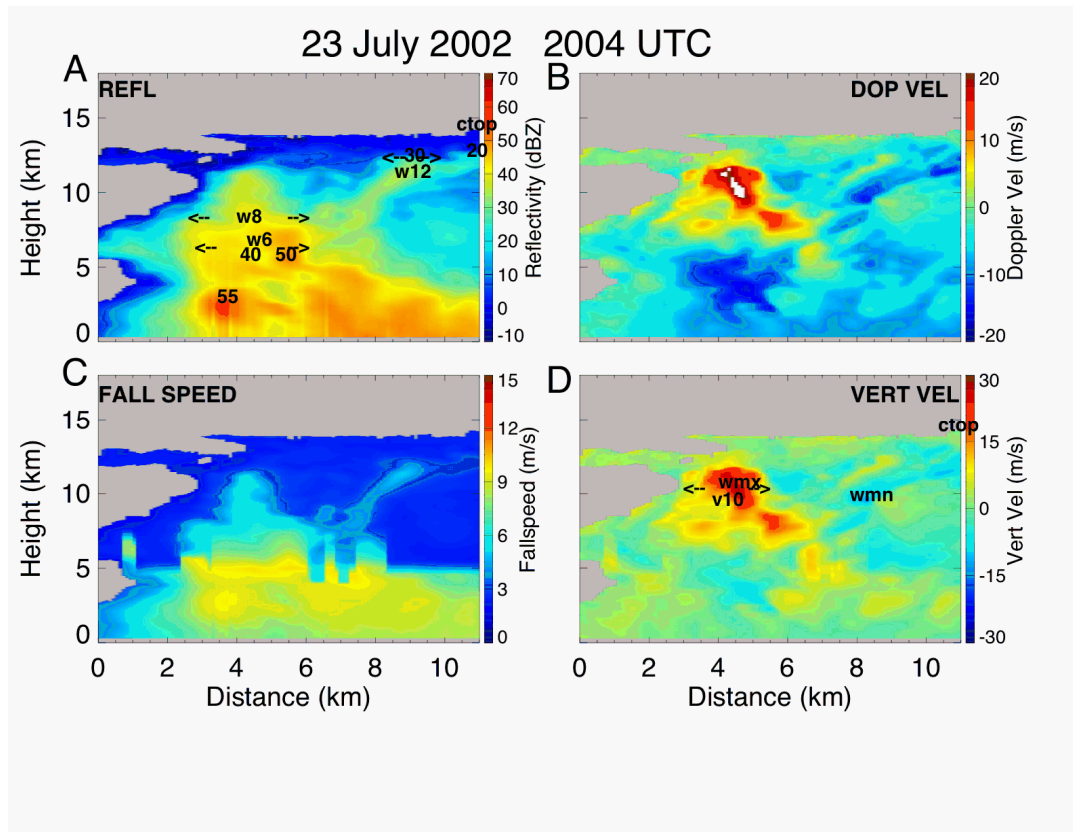 23 July 2002 2004 UTC
A
REFL
15
10
5
0
Height (km)
ctop
20
<--30-->
w12
<-- w8 -->
w6
<-- -->
40 50
55
70
60
50
40
30
20
10
0
-10
Reflectivity (dBZ)
B
DOP VEL
20
10
0
-10
-20
Doppler Vel (m/s)
C
FALL SPEED
15
10
5
0
Height (km)
0 2 4 6 8 10
Distance (km)
15
12
9
6
3
0
Fallspeed (m/s)
D
VERT VEL
ctop
wmx
<-- -->
v10
wmn
0 2 4 6 8 10
Distance (km)
30
15
0
-15
-30
Vert Vel (m/s)